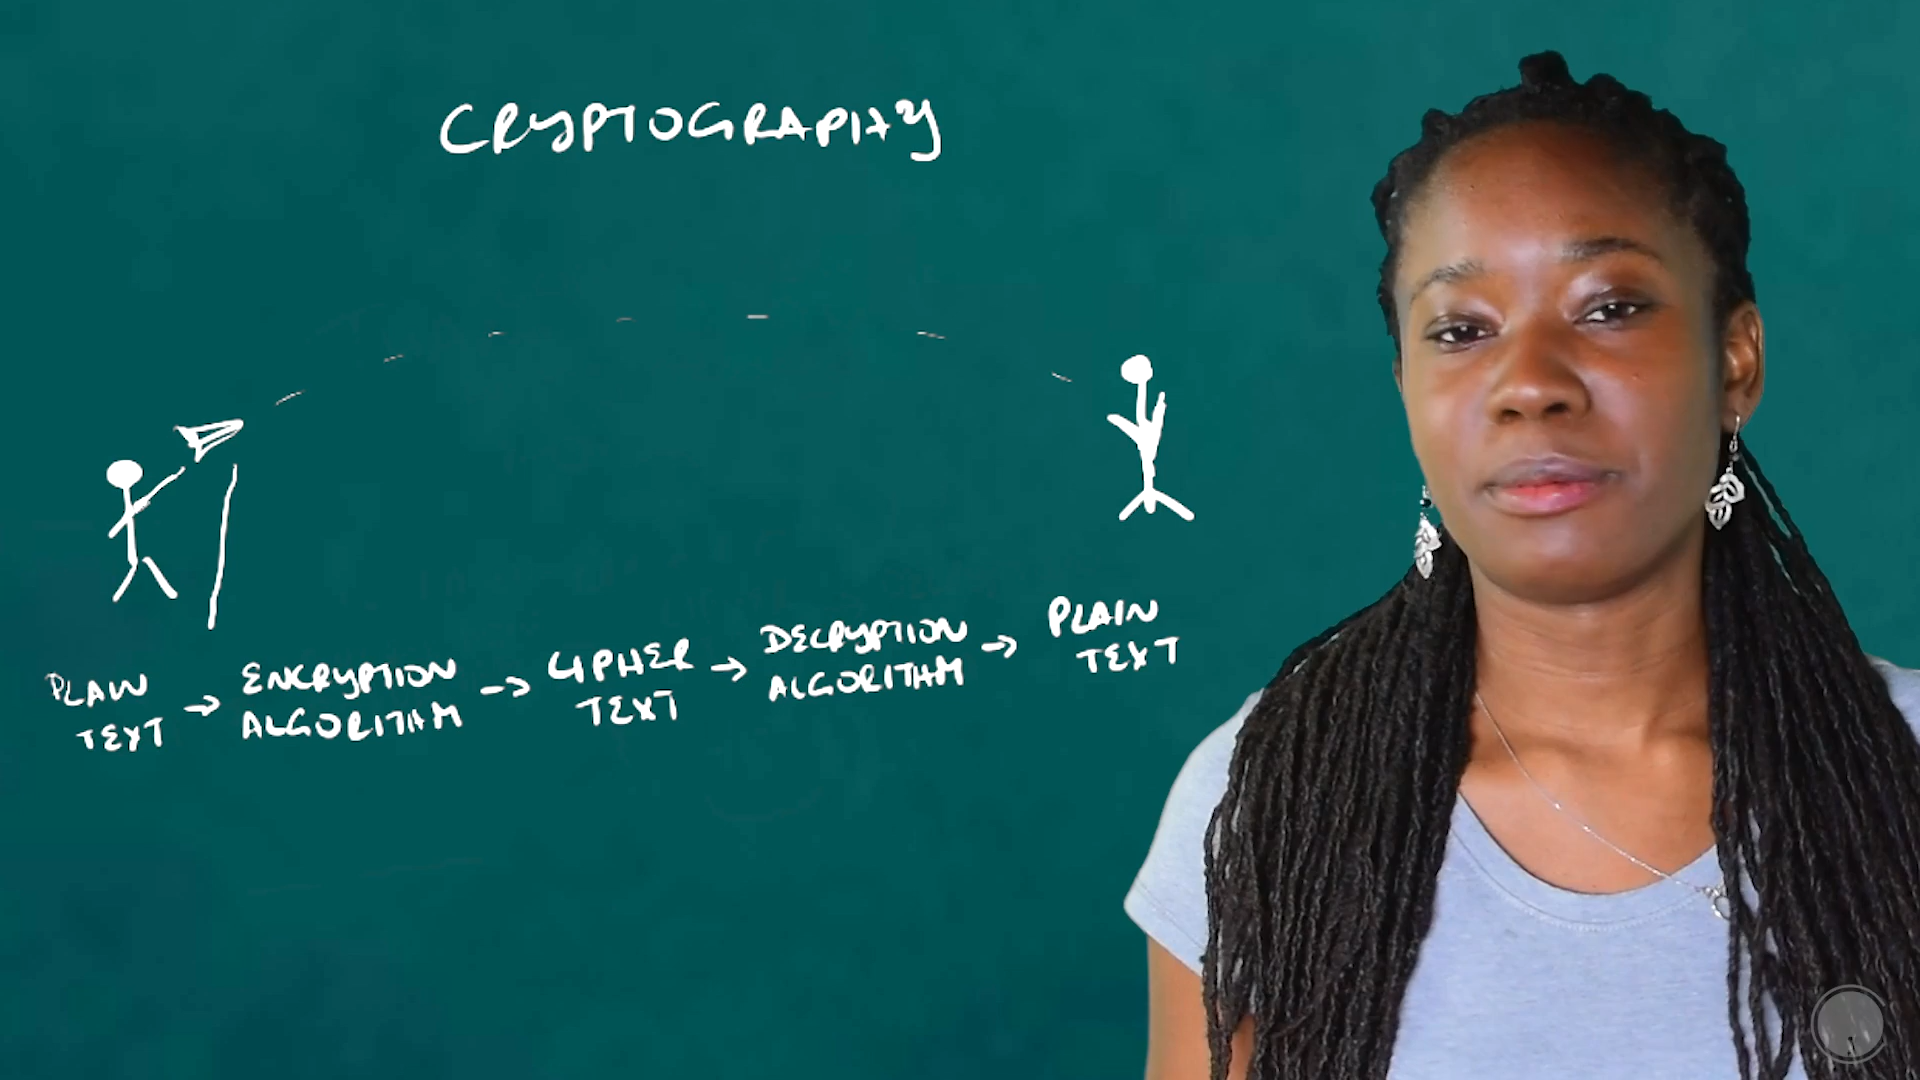 CRYPTOGRAPHY
PLAIN
TEXT
→
ENCRYPTION
ALGORITHM
→
CIPHER
TEXT
→
DECRYPTION
ALGORITHM
→
PLAIN
TEXT